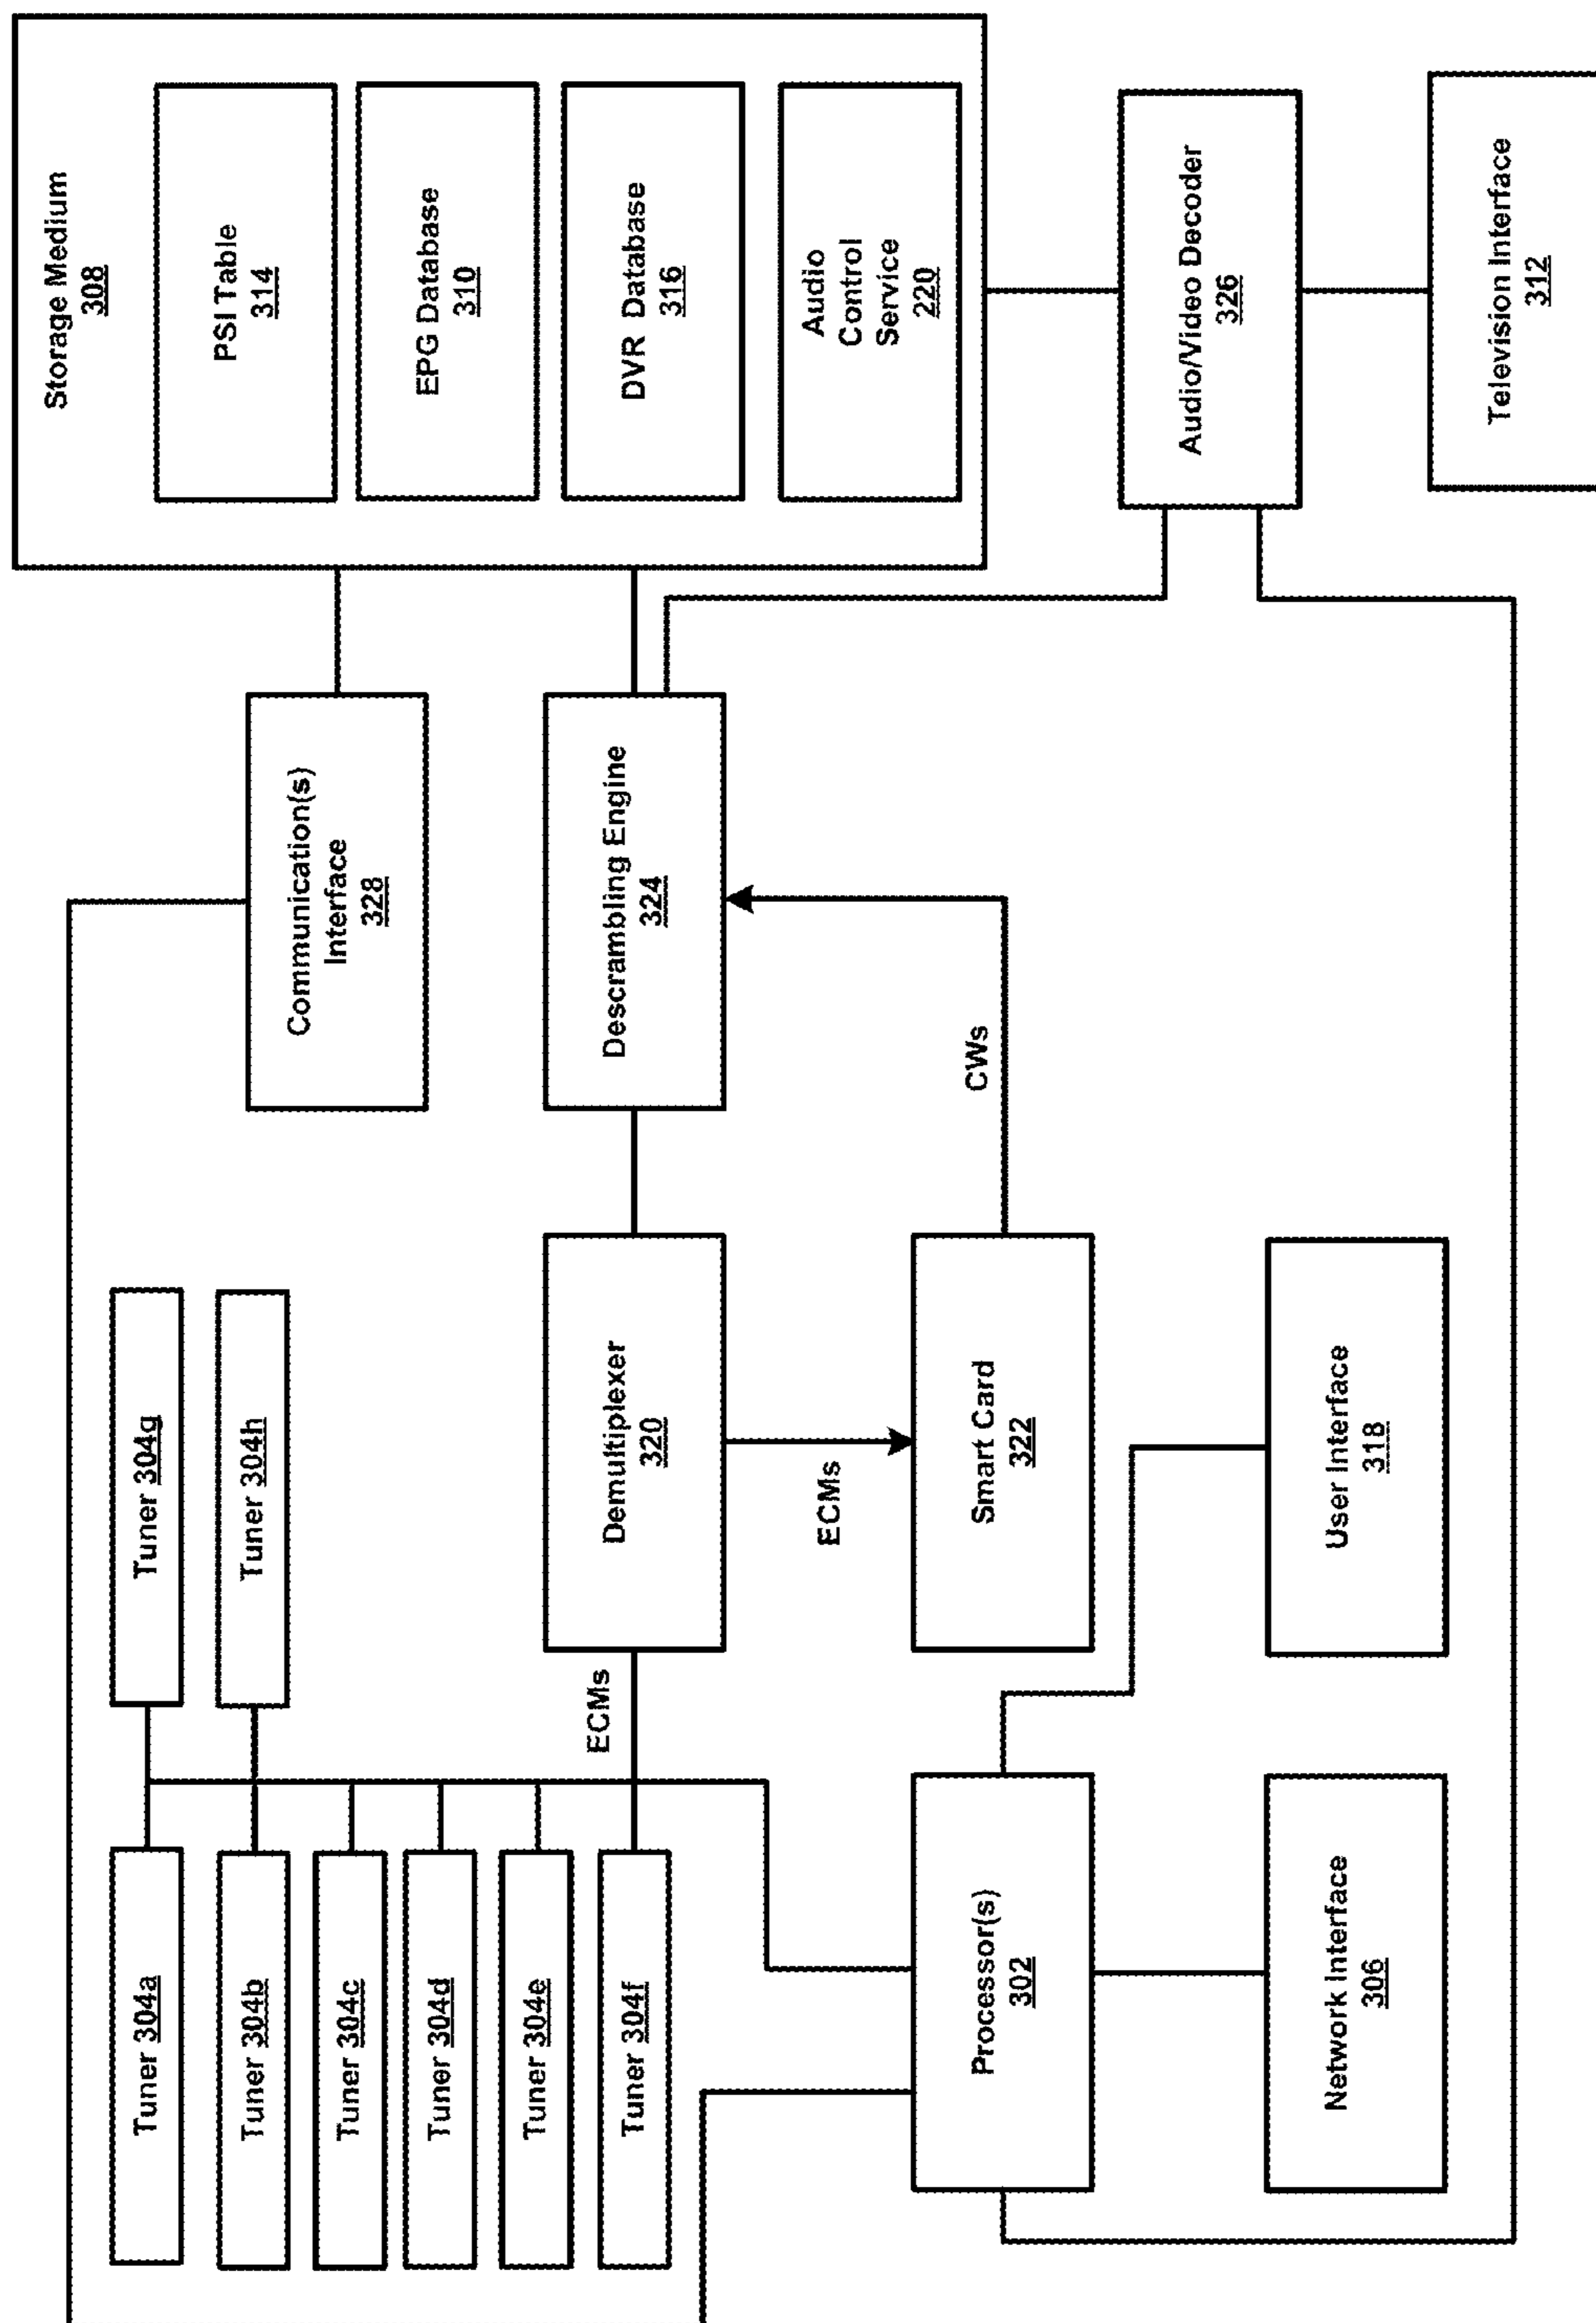 Tuner 304a
Tuner 304b
Tuner 304c
Tuner 304d
Tuner 304e
Tuner 304f
Tuner 304g
Tuner 304h
ECMs
Demultiplexer
320
ECMs
Smart Card
322
CWs
Communication(s)
Interface
328
Descrambling Engine
324
Storage Medium
308
PSI Table
314
EPG Database
310
DVR Database
316
Audio
Control
Service
220
Processor(s)
302
Network Interface
306
User Interface
318
Audio/Video Decoder
326
Television Interface
312